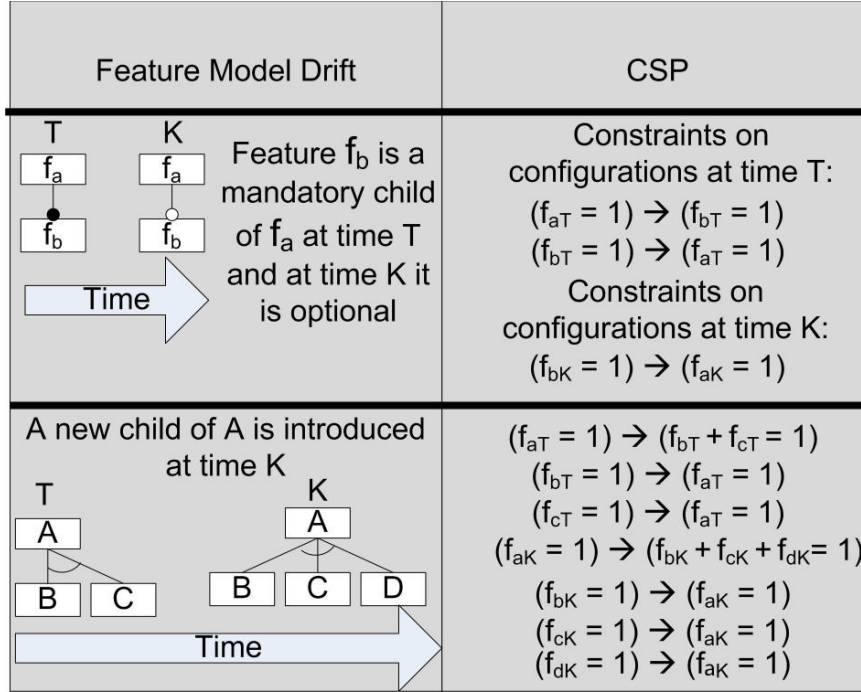 Feature Model Drift
CSP
T
K
fₐ
fₐ
f_b
f_b
Time
Feature f_b is a
mandatory child
of fₐ at time T
and at time K it
is optional
Constraints on
configurations at time T:
(f_aT = 1) → (f_bT = 1)
(f_bT = 1) → (f_aT = 1)
Constraints on
configurations at time K:
(f_bK = 1) → (f_aK = 1)
A new child of A is introduced
at time K
T
K
A
A
B
C
B
C
D
Time
(f_aT = 1) → (f_bT + f_cT = 1)
(f_bT = 1) → (f_aT = 1)
(f_cT = 1) → (f_aT = 1)
(f_aK = 1) → (f_bK + f_cK + f_dK = 1)
(f_bK = 1) → (f_aK = 1)
(f_cK = 1) → (f_aK = 1)
(f_dK = 1) → (f_aK = 1)